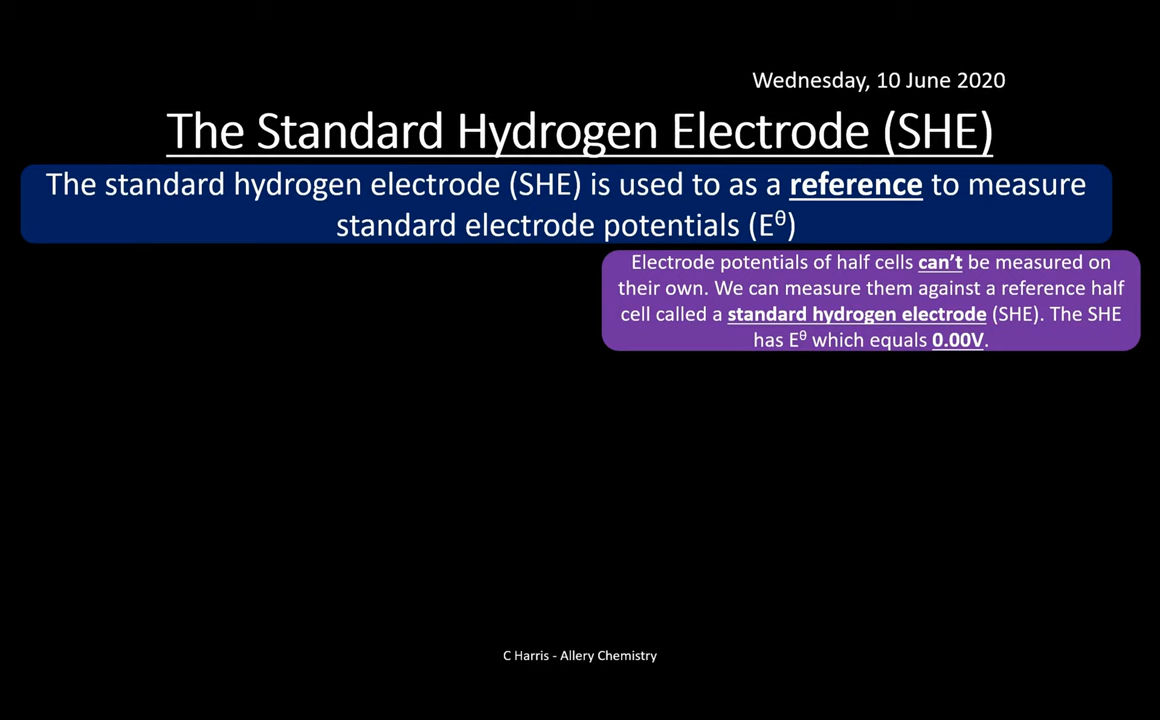 Wednesday, 10 June 2020
The Standard Hydrogen Electrode (SHE)
The standard hydrogen electrode (SHE) is used to as a reference to measure
standard electrode potentials (Eᶿ)
Electrode potentials of half cells can’t be measured on
their own. We can measure them against a reference half
cell called a standard hydrogen electrode (SHE). The SHE
has Eᶿ which equals 0.00V.
C Harris - Allery Chemistry